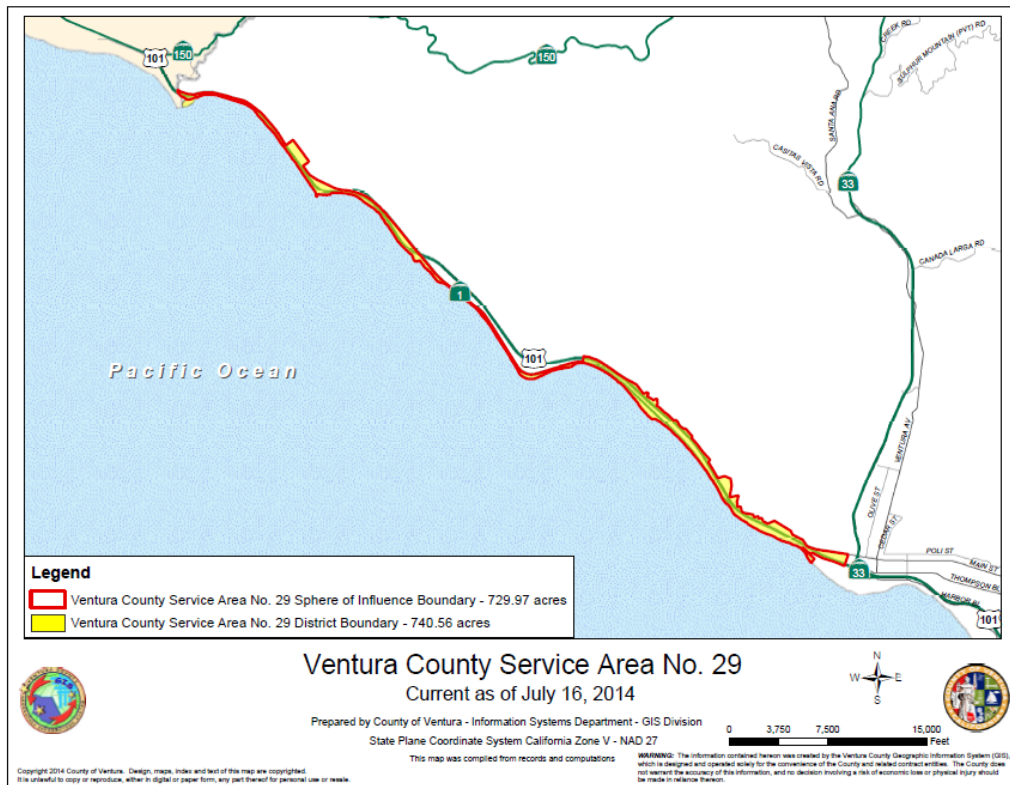 CREEK RD
SULPHUR MOUNTAIN (PVT) RD
150
101
150
SANTA ANA RD
CASITAS VISTA RD
33
CANADA LARGA RD
1
101
Pacific Ocean
VENTURA AV
OLIVE ST
CEDAR ST
POLI ST
MAIN ST
33
THOMPSON BL
HARBOR BL
101
Legend
Ventura County Service Area No. 29 Sphere of Influence Boundary - 729.97 acres
Ventura County Service Area No. 29 District Boundary - 740.56 acres
Ventura County Service Area No. 29
Current as of July 16, 2014
Prepared by County of Ventura - Information Systems Department - GIS Division
State Plane Coordinate System California Zone V - NAD 27
This map was compiled from records and computations
N
W E
S
0 3,750 7,500 15,000
Feet
GIS
Copyright 2014 County of Ventura. Design, maps, index and text of this map are copyrighted.
It is unlawful to copy or reproduce, either in digital or paper form, any part thereof for personal use or resale.
WARNING: The information contained hereon was created by the Ventura County Geographic Information System (GIS),
which is designed and operated solely for the convenience of the County and related contract entities. The County does
not warrant the accuracy of this information, and no decision involving a risk of economic loss or physical injury should
be made in reliance thereon.